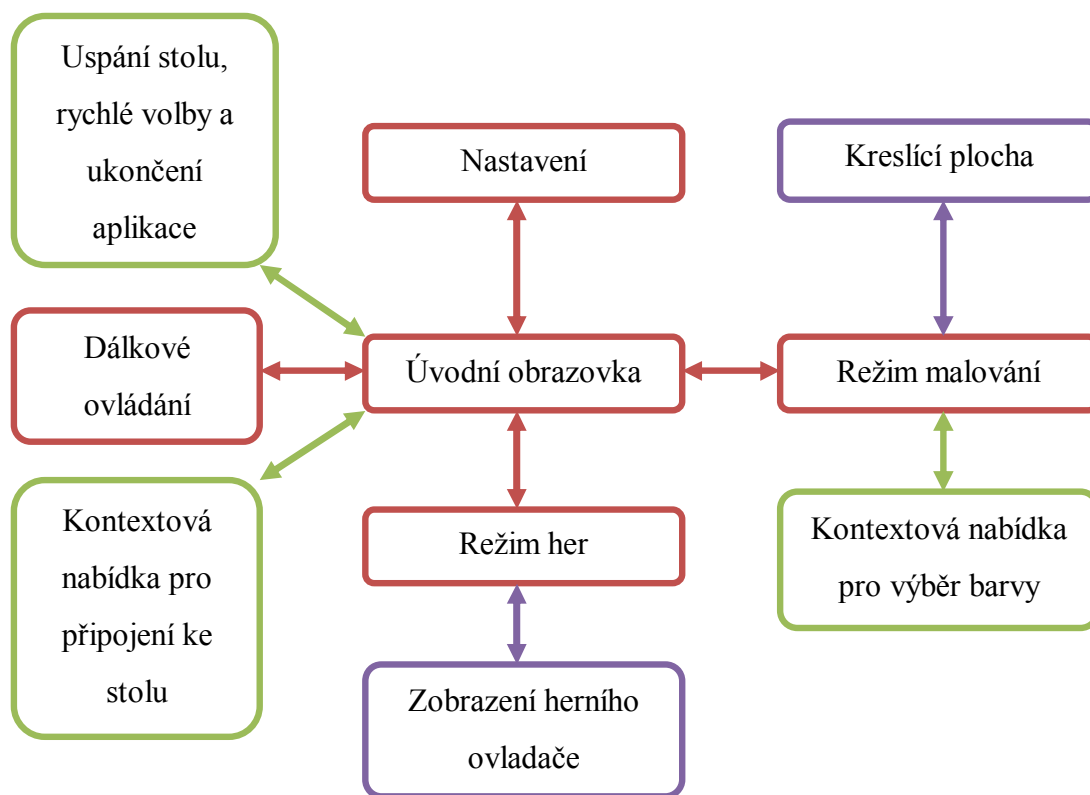 Uspání stolu,
rychlé volby a
ukončení
aplikace
Nastavení
Kreslící plocha
Dálkové
ovládání
Úvodní obrazovka
Režim malování
Kontextová
nabídka pro
připojení ke
stolu
Režim her
Kontextová nabídka
pro výběr barvy
Zobrazení herního
ovladače